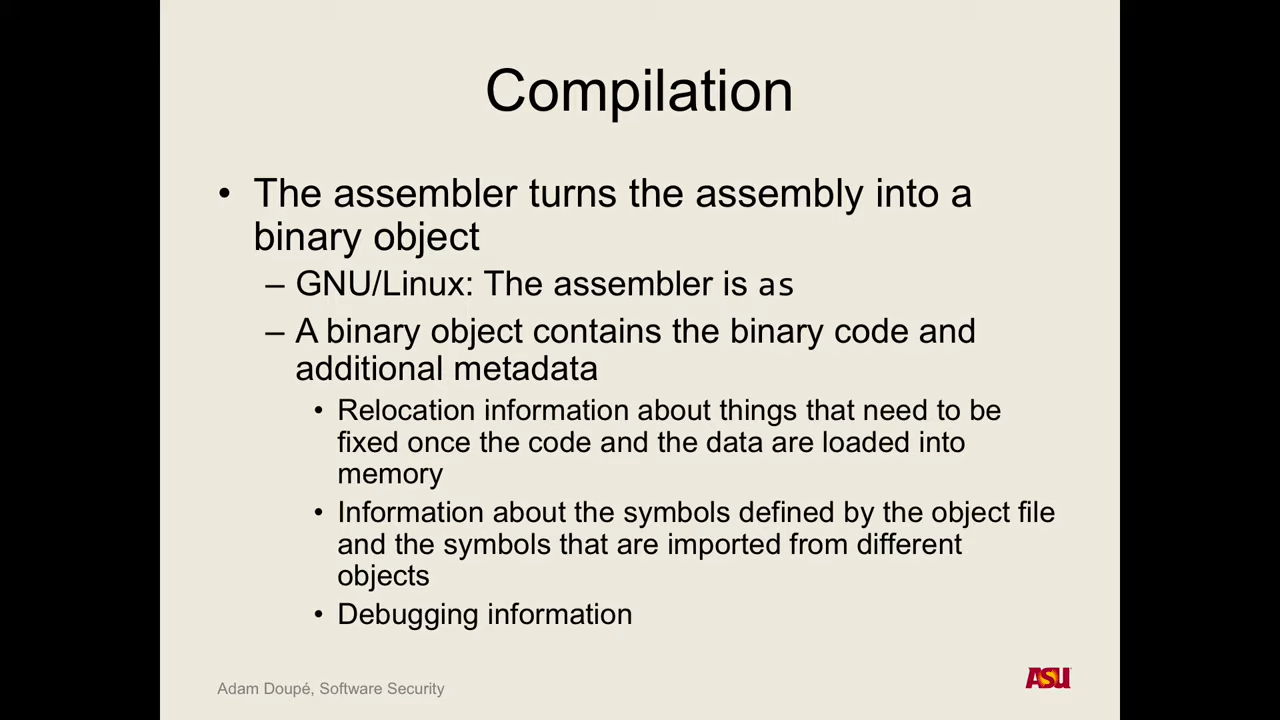 Compilation
• The assembler turns the assembly into a
binary object
– GNU/Linux: The assembler is as
– A binary object contains the binary code and
additional metadata
• Relocation information about things that need to be
fixed once the code and the data are loaded into
memory
• Information about the symbols defined by the object file
and the symbols that are imported from different
objects
• Debugging information
Adam Doupé, Software Security
ASU